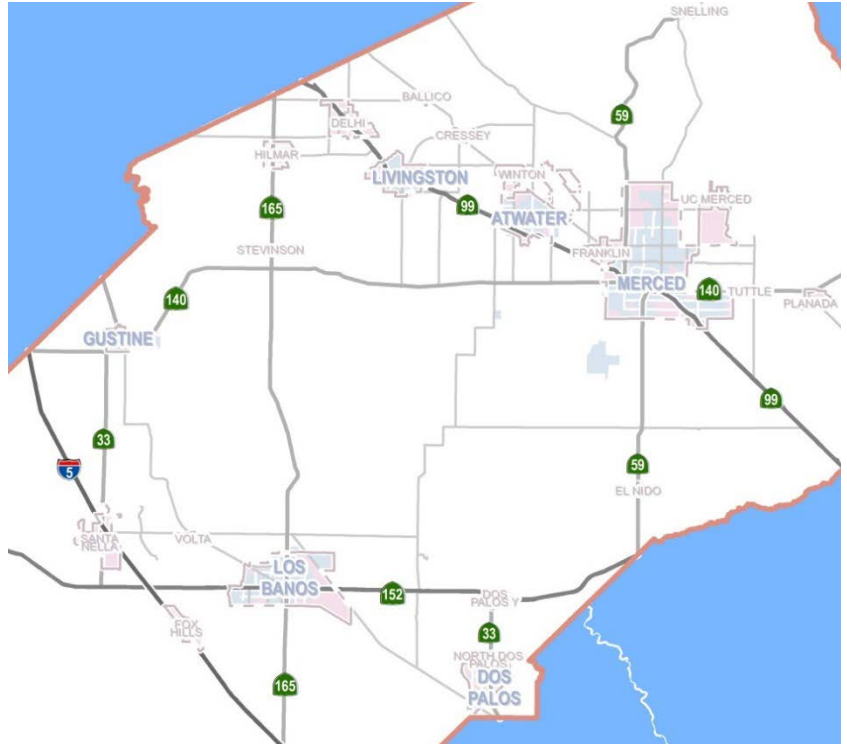 SNELLING
BALLICO
59
DELHI
CRESSEY
HILMAR
LIVINGSTON
WINTON
UC MERCED
165
99
ATWATER
STEVINSON
FRANKLIN
MERCED
140
TUTTLE
140
PLANADA
GUSTINE
99
33
5
59
EL NIDO
SANTA
NELLA
VOLTA
LOS
BANOS
152
DOS
PALOS Y
FOX
HILLS
33
NORTH DOS
PALOS
165
DOS
PALOS